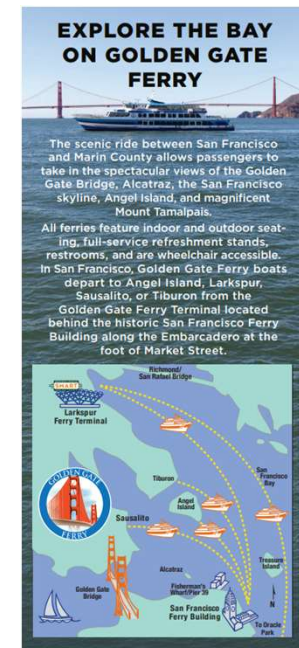 EXPLORE THE BAY
ON GOLDEN GATE
FERRY
The scenic ride between San Francisco
and Marin County allows passengers to
take in the spectacular views of the Golden
Gate Bridge, Alcatraz, the San Francisco
skyline, Angel Island, and magnificent
Mount Tamalpais.
All ferries feature indoor and outdoor seat-
ing, full-service refreshment stands,
restrooms, and are wheelchair accessible.
In San Francisco, Golden Gate Ferry boats
depart to Angel Island, Larkspur,
Sausalito, or Tiburon from the
Golden Gate Ferry Terminal located
behind the historic San Francisco Ferry
Building along the Embarcadero at the
foot of Market Street.
Richmond/
San Rafael Bridge
SMART
Larkspur
Ferry Terminal
San
Francisco
Bay
Tiburon
Angel
Island
GOLDEN GATE
FERRY
Sausalito
Alcatraz
Treasure
Island
Golden Gate
Bridge
Fisherman's
Wharf/Pier 39
San Francisco
Ferry Building
N
To Oracle
Park